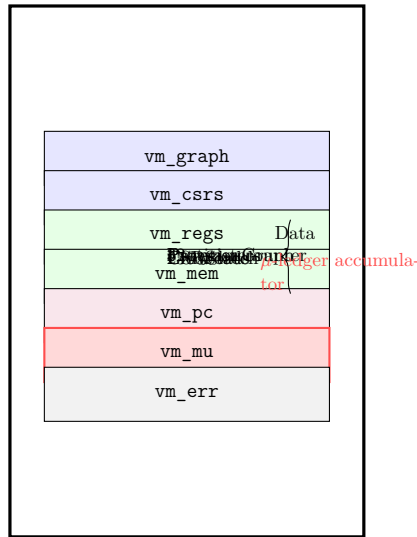 vm_graph
vm_csrs
vm_regs
Data
μ-ledger accumula-
tor
vm_mem
vm_pc
vm_mu
vm_err